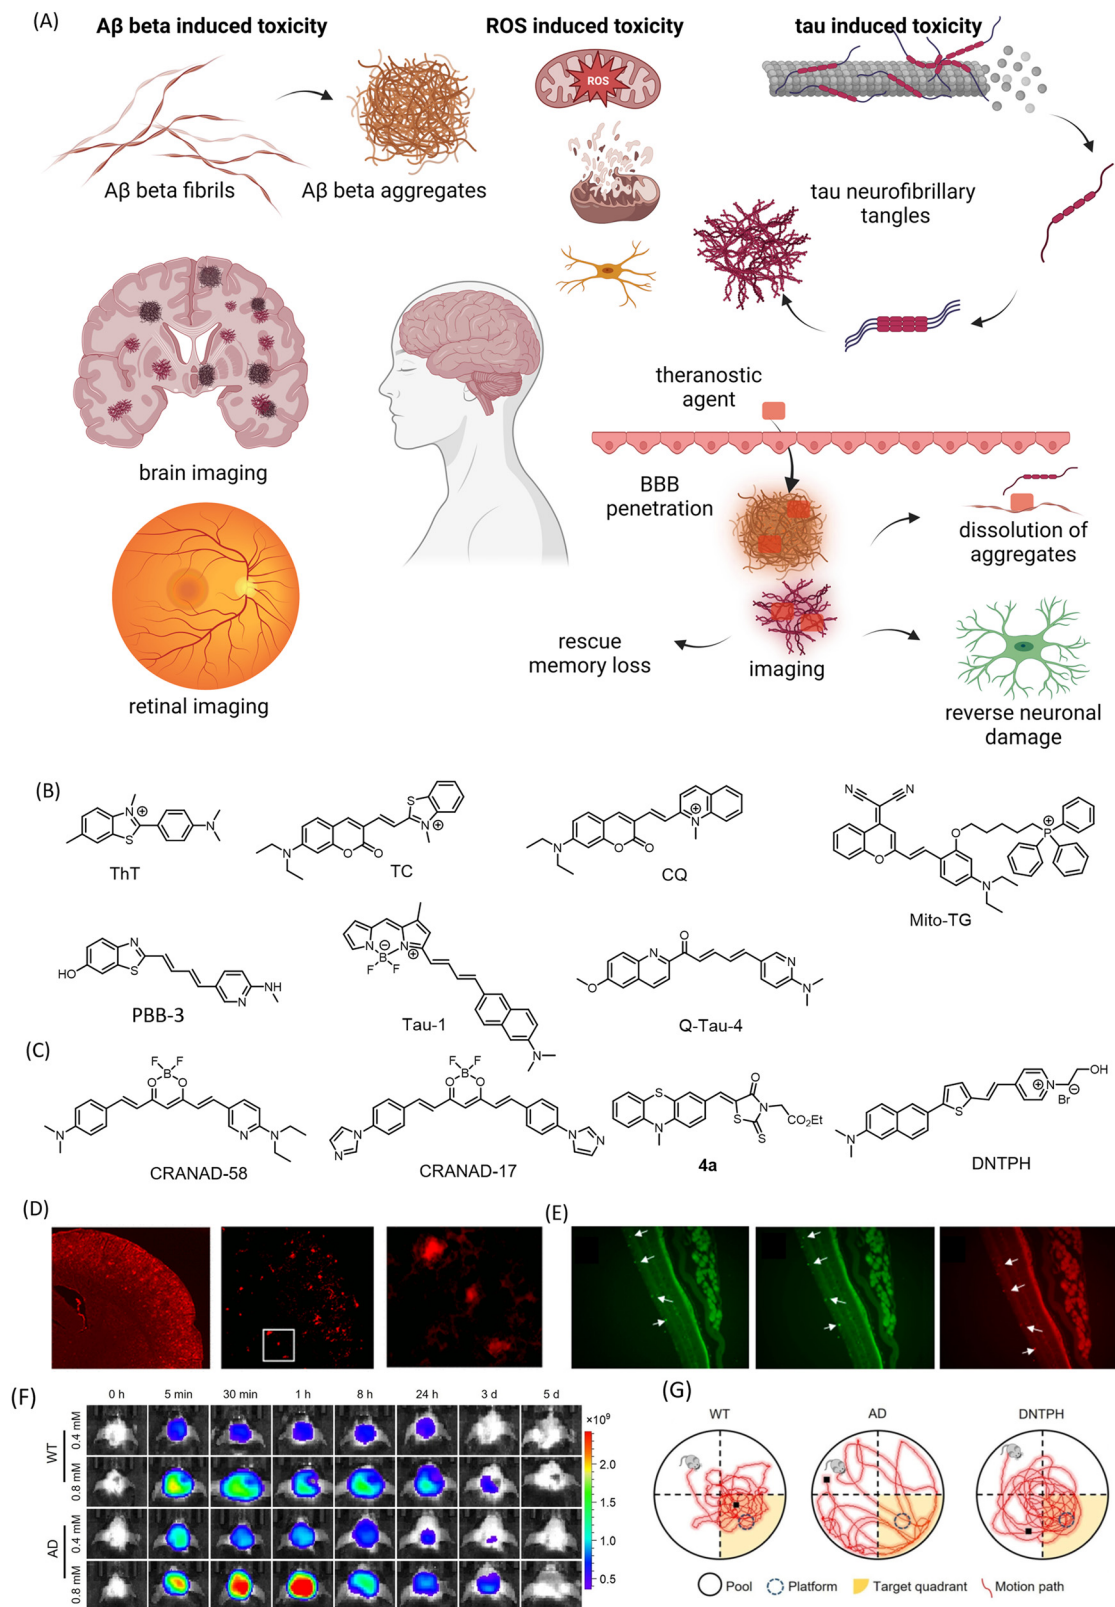 (A)
Aβ beta induced toxicity
ROS induced toxicity
tau induced toxicity
ROS
Aβ beta fibrils
Aβ beta aggregates
tau neurofibrillary
tangles
theranostic
agent
brain imaging
BBB
penetration
dissolution of
aggregates
rescue
memory loss
imaging
retinal imaging
reverse neuronal
damage
(B)
ThT
TC
CQ
Mito-TG
PBB-3
Tau-1
Q-Tau-4
(C)
CRANAD-58
CRANAD-17
4a
DNTPH
(D)
(E)
(F)
0 h
5 min
30 min
1 h
8 h
24 h
3 d
5 d
WT
0.4 mM
0.8 mM
AD
0.4 mM
0.8 mM
×10⁹
2.0
1.5
1.0
0.5
(G)
WT
AD
DNTPH
Pool
Platform
Target quadrant
Motion path